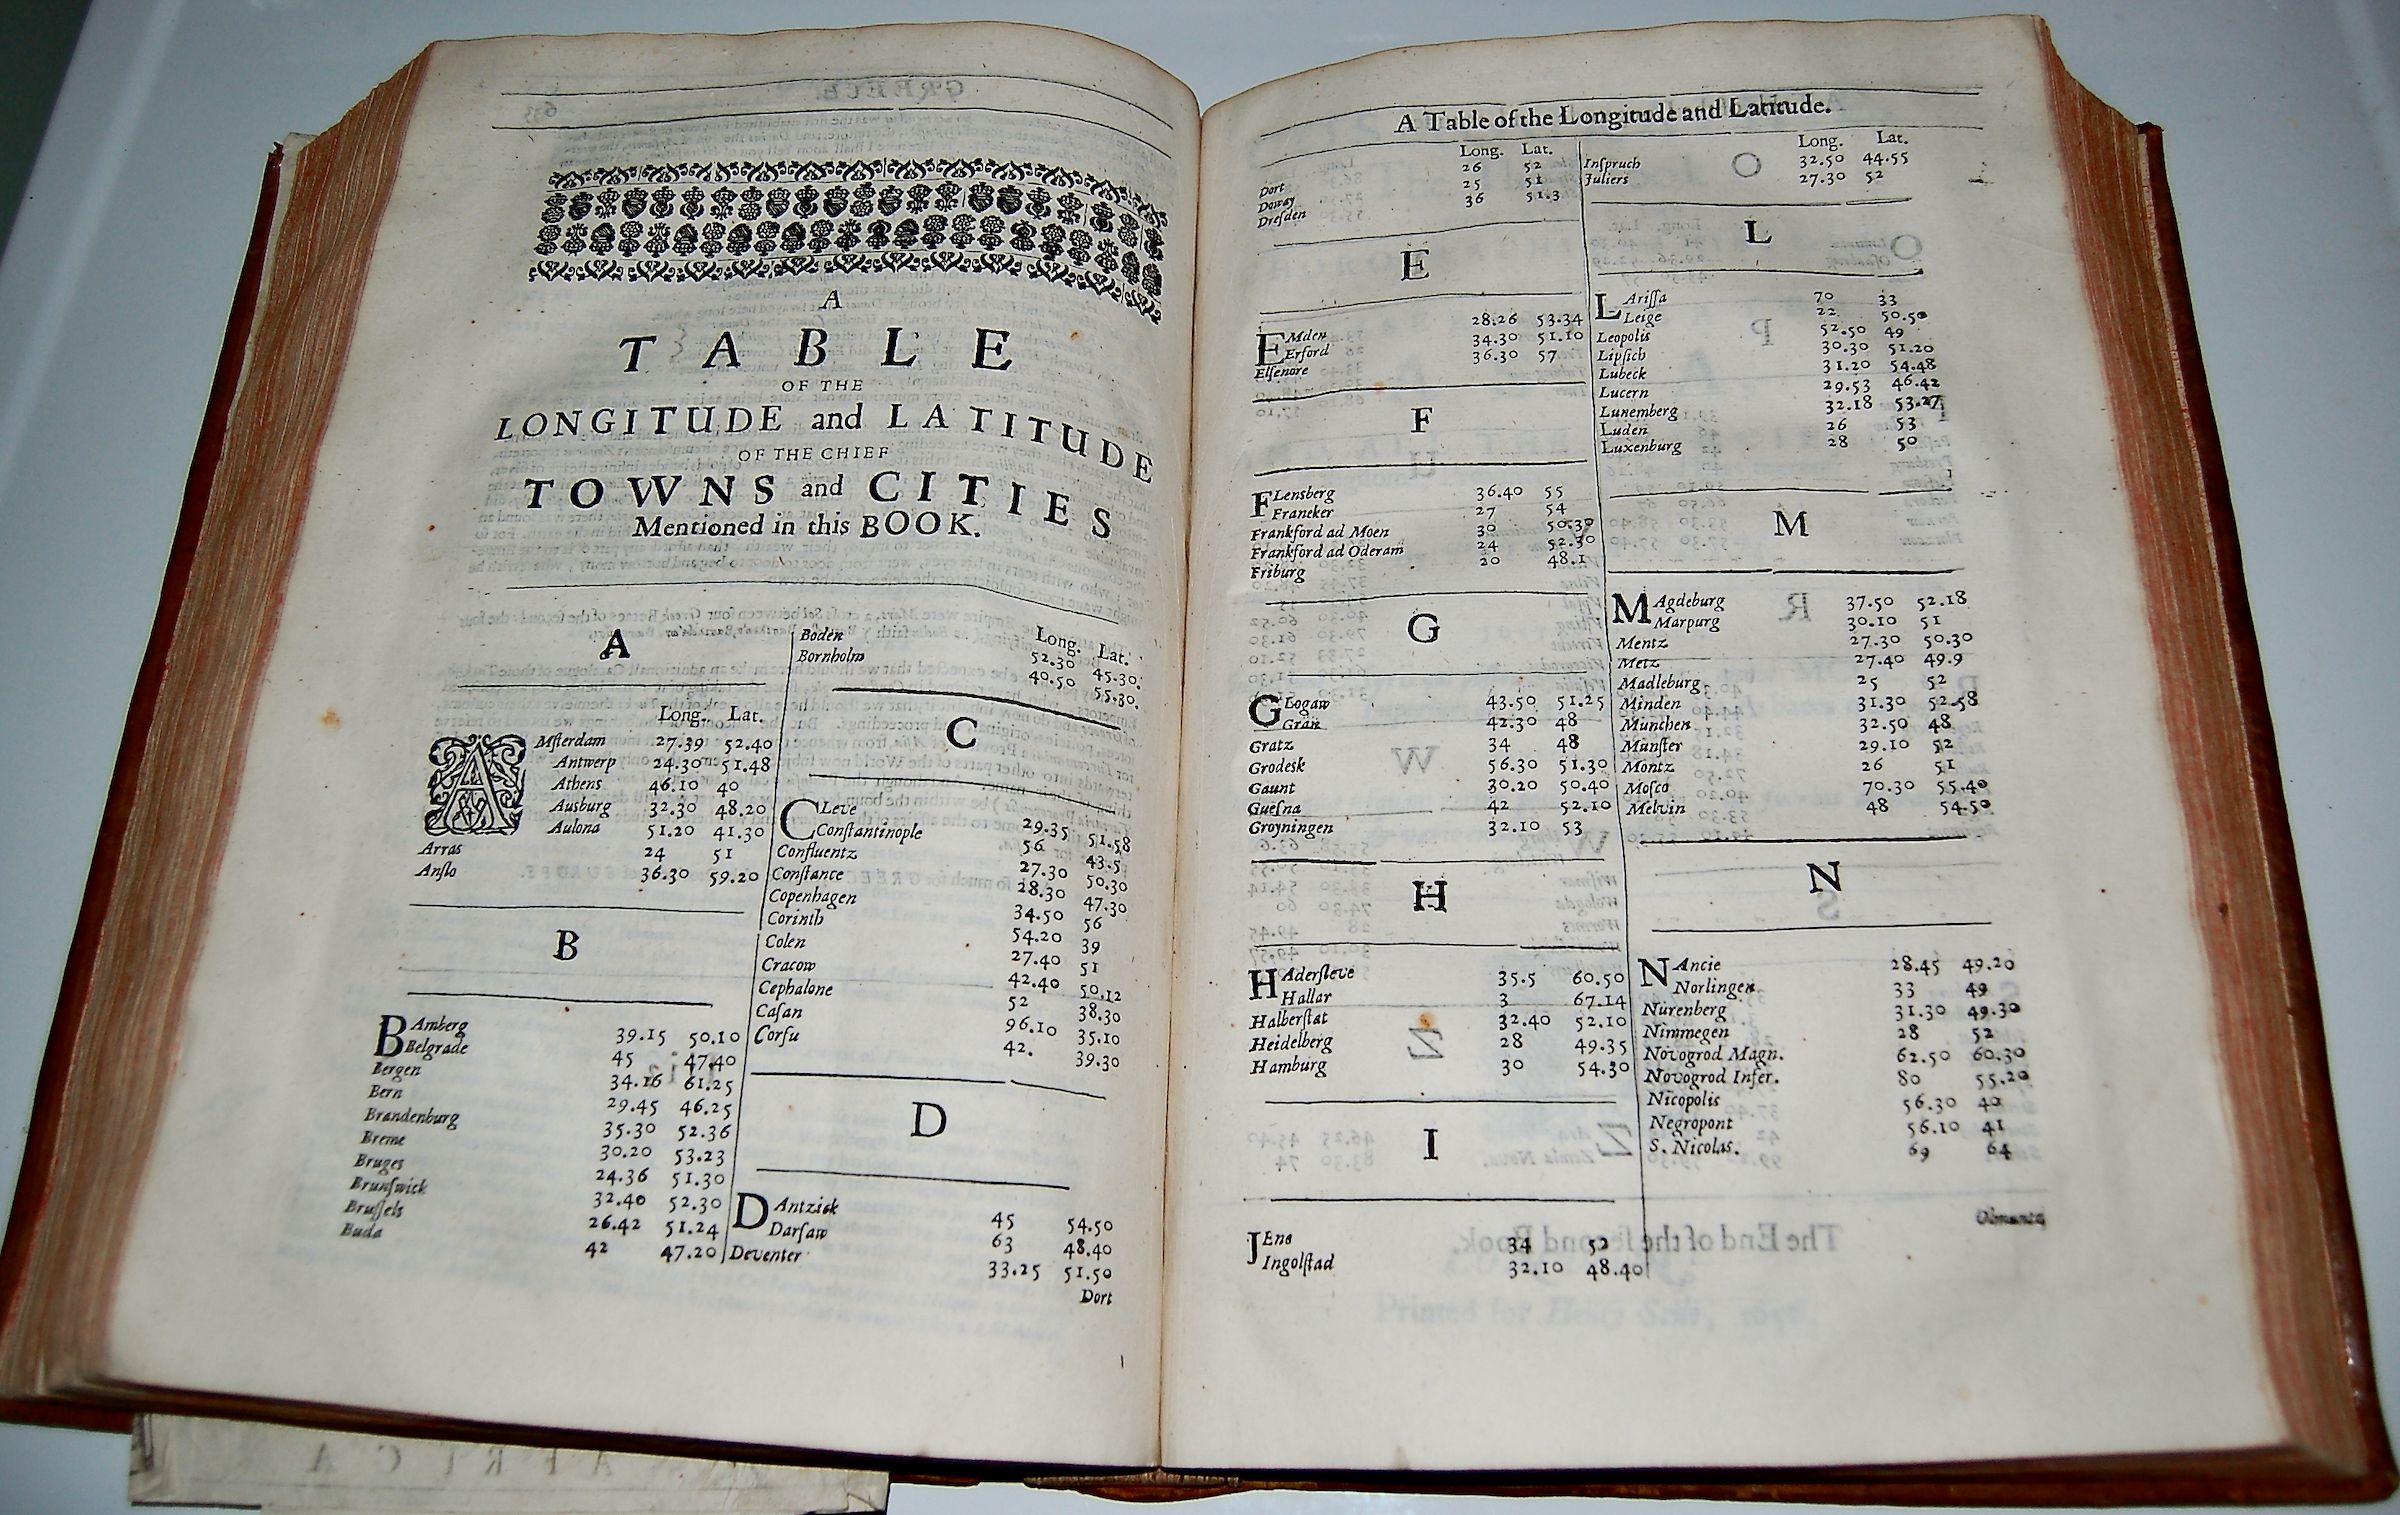 A
TABLE
OF THE
LONGITUDE and LATITUDE
OF THE CHIEF
TOWNS and CITIES
Mentioned in this BOOK.
A
Long. Lat.
AMſterdam 27.39 52.40
Antwerp 24.30 51.48
Athens 46.10 40
Ausburg 32.30 48.20
Aulona 51.20 41.30
Arras 24 51
Anſlo 36.30 59.20
B
BAmberg 39.15 50.10
Belgrade 45 47.40
Bergen 34.16 61.25
Bern 29.45 46.25
Brandenburg 35.30 52.36
Breme 30.20 53.23
Bruges 24.36 51.30
Brunſwick 32.40 52.30
Bruſſels 26.42 51.24
Buda 42 47.20
Long. Lat.
Boden 52.30 45.30.
Bornholm 40.50 55.30.
C
CLeve 29.35 51.58
Conſtantinople 56 43.5
Confluentz 27.30 50.30
Conſtance 28.30 47.30
Copenhagen 34.50 56
Corinth 54.20 39
Colen 27.40 51
Cracow 42.40 50.12
Cephalone 52 38.30
Caſan 96.10 35.10
Corfu 42. 39.30
D
DAntzick 45 54.50
Darſaw 63 48.40
Deventer 33.25 51.50
Dort
A Table of the Longitude and Latitude.
Long. Lat.
Dort 26 52
Doway 25 51
Dreſden 36 51.3
E
EMden 28.26 53.34
Erford 34.30 51.10
Elſenore 36.30 57
F
FLensberg 36.40 55
Franeker 27 54
Frankford ad Moen 30 50.30
Frankford ad Oderam 24 52.30
Friburg 20 48.1
G
GLogaw 43.50 51.25
Gran 42.30 48
Gratz 34 48
Grodesk 56.30 51.30
Gaunt 30.20 50.40
Gueſna 42 52.10
Groyningen 32.10 53
H
HAderſleve 35.5 60.50
Hallar 3 67.14
Halberſtat 32.40 52.10
Heidelberg 28 49.35
Hamburg 30 54.30
I
JEne 34 52
Ingolſtad 32.10 48.40
Long. Lat.
Inſpruch 32.50 44.55
Juliers 27.30 52
L
LAriſſa 70 33
Leige 22 50.50
Leopolis 52.50 49
Lipſich 30.30 51.20
Lubeck 31.20 54.48
Lucern 29.53 46.42
Lunemberg 32.18 53.27
Luden 26 53
Luxenburg 28 50
M
MAgdeburg 37.50 52.18
Marpurg 30.10 51
Mentz 27.30 50.30
Metz 27.40 49.9
Madleburg 25 52
Minden 31.30 52.58
Munchen 32.50 48
Munſter 29.10 52
Montz 26 51
Moſco 70.30 55.40
Melvin 48 54.50
N
NAncie 28.45 49.20
Norlingen 33 49
Nurenberg 31.30 49.30
Nimmegen 28 52
Novogrod Magn. 62.50 60.30
Novogrod Infer. 80 55.20
Nicopolis 56.30 40
Negropont 56.10 41
S. Nicolas. 69 64
Olmuntz